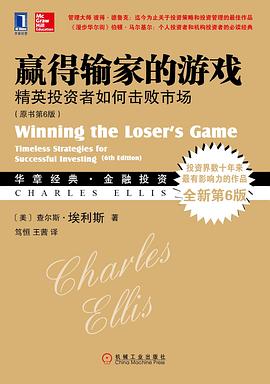 Mc
Graw
Hill
Education
管理大师 彼得·德鲁克：迄今为止关于投资策略和投资管理的最佳作品
《漫步华尔街》伯顿·马尔基尔：个人投资者和机构投资者的必读经典
赢得输家的游戏
精英投资者如何击败市场
(原书第6版)
Winning the Loser's Game
Timeless Strategies for
Successful Investing (6th Edition)
华章经典·金融投资
CHARLES ELLIS
投资界数十年来
最有影响力的作品
全新第6版
[美] 查尔斯·埃利斯 著
笃恒 王茜 译
Charles
Ellis
机械工业出版社
China Machine Press